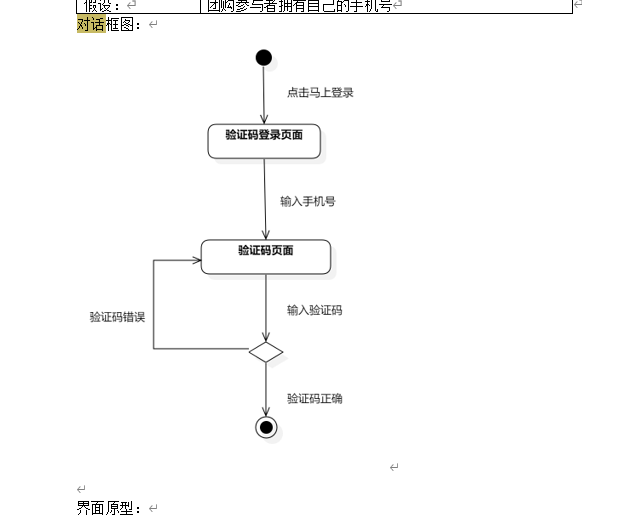 假设： 团购参与者拥有自己的手机号
对话框图：
点击马上登录
验证码登录页面
输入手机号
验证码页面
输入验证码
验证码错误
验证码正确
界面原型：